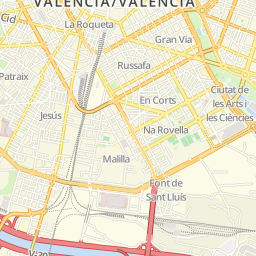 VALÈNCIA/VALENCIA
Cid
La Roqueta
Gran Via
Russafa
Patraix
Ciutat de
les Arts i
les Ciències
En Corts
Jesús
Na Rovella
Malilla
Font de
Sant Lluís
V-30